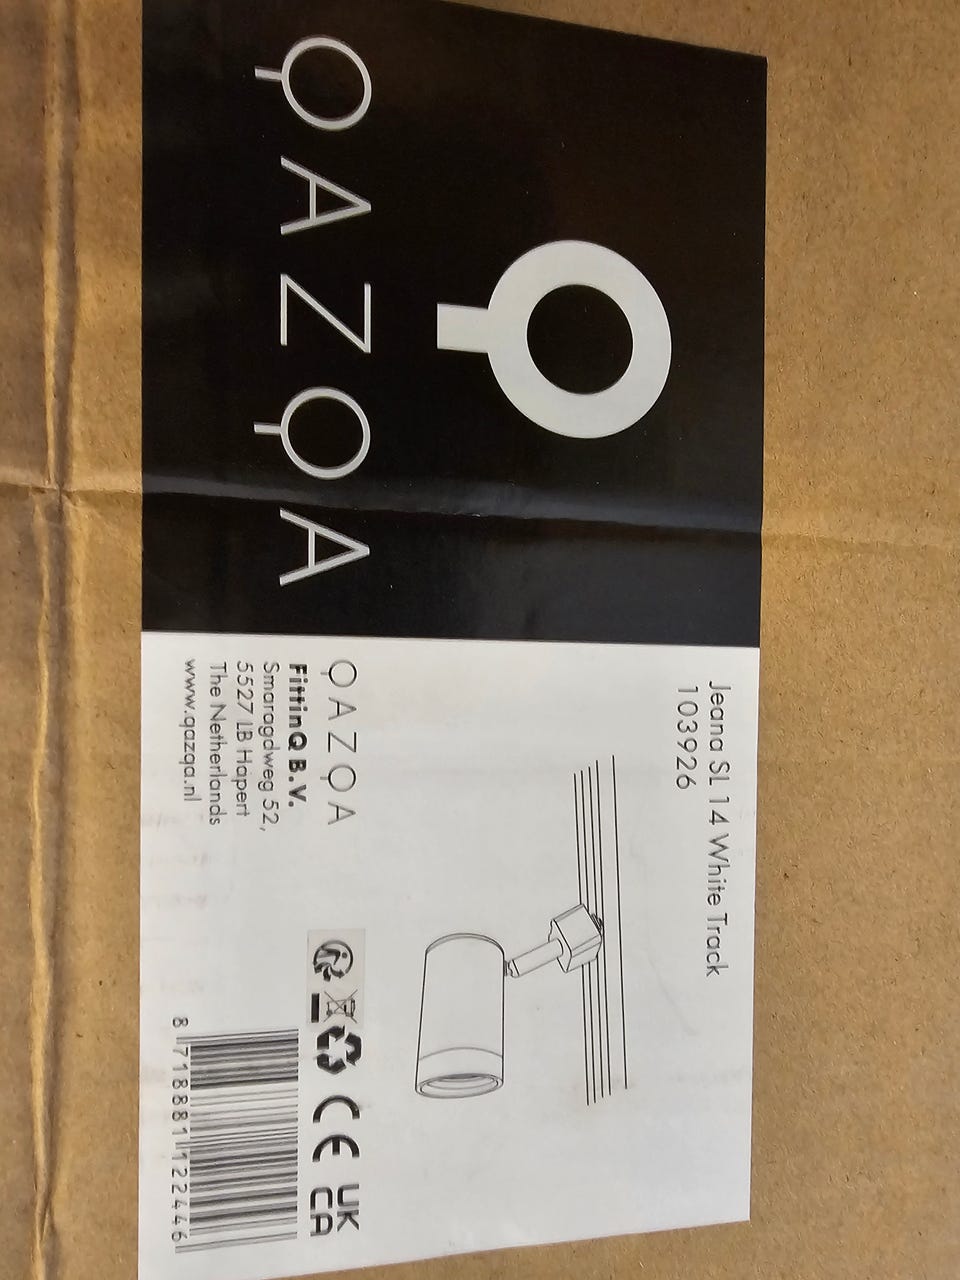 QAZQA
Jeana SL 14 White Track
103926
QAZQA
FittinQ B.V.
Smaragdweg 52,
5527 LB Hapert
The Netherlands
www.qazqa.nl
CE
UK
CA
8 718881 122446